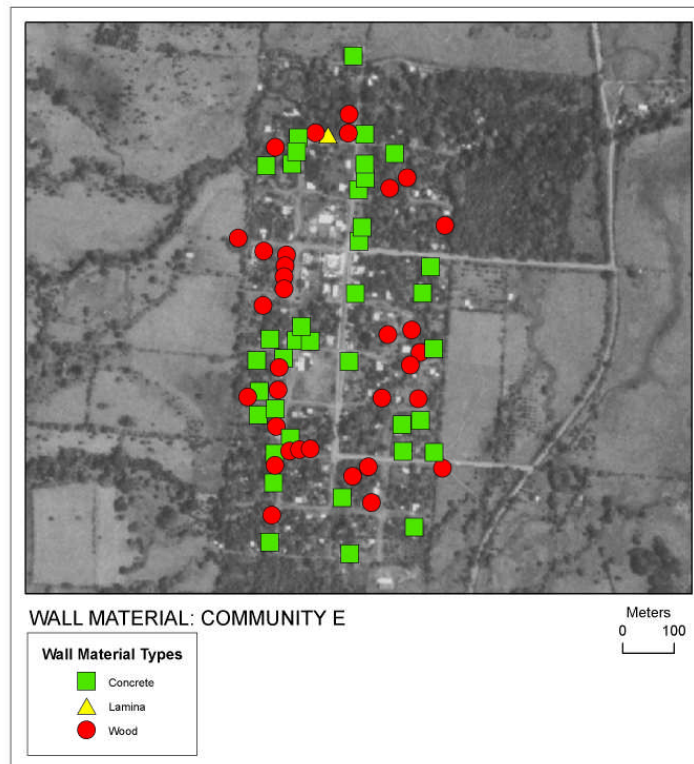 WALL MATERIAL: COMMUNITY E
Meters
0 100
Wall Material Types
Concrete
Lamina
Wood